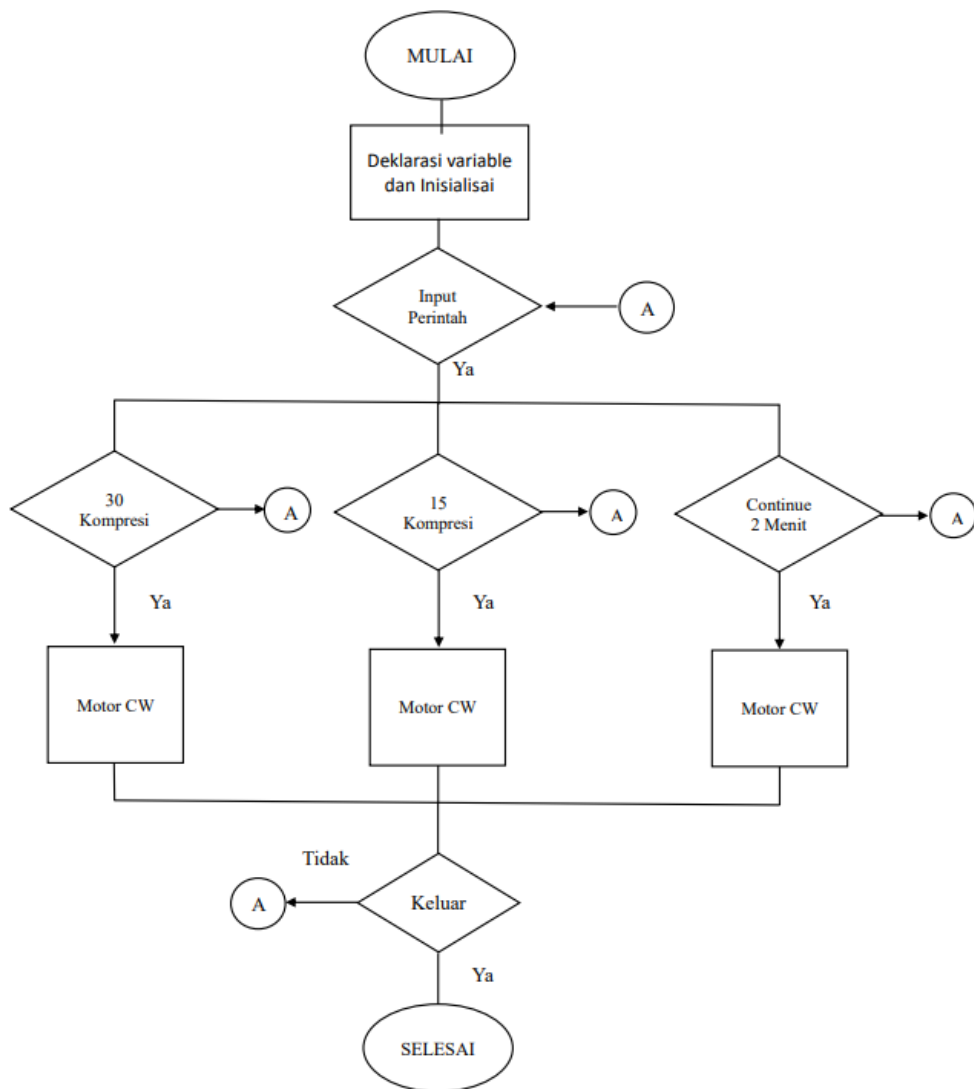 MULAI
Deklarasi variable
dan Inisialisai
Input
Perintah
A
Ya
30
Kompresi
A
15
Kompresi
A
Continue
2 Menit
A
Ya
Ya
Ya
Motor CW
Motor CW
Motor CW
Tidak
A
Keluar
Ya
SELESAI